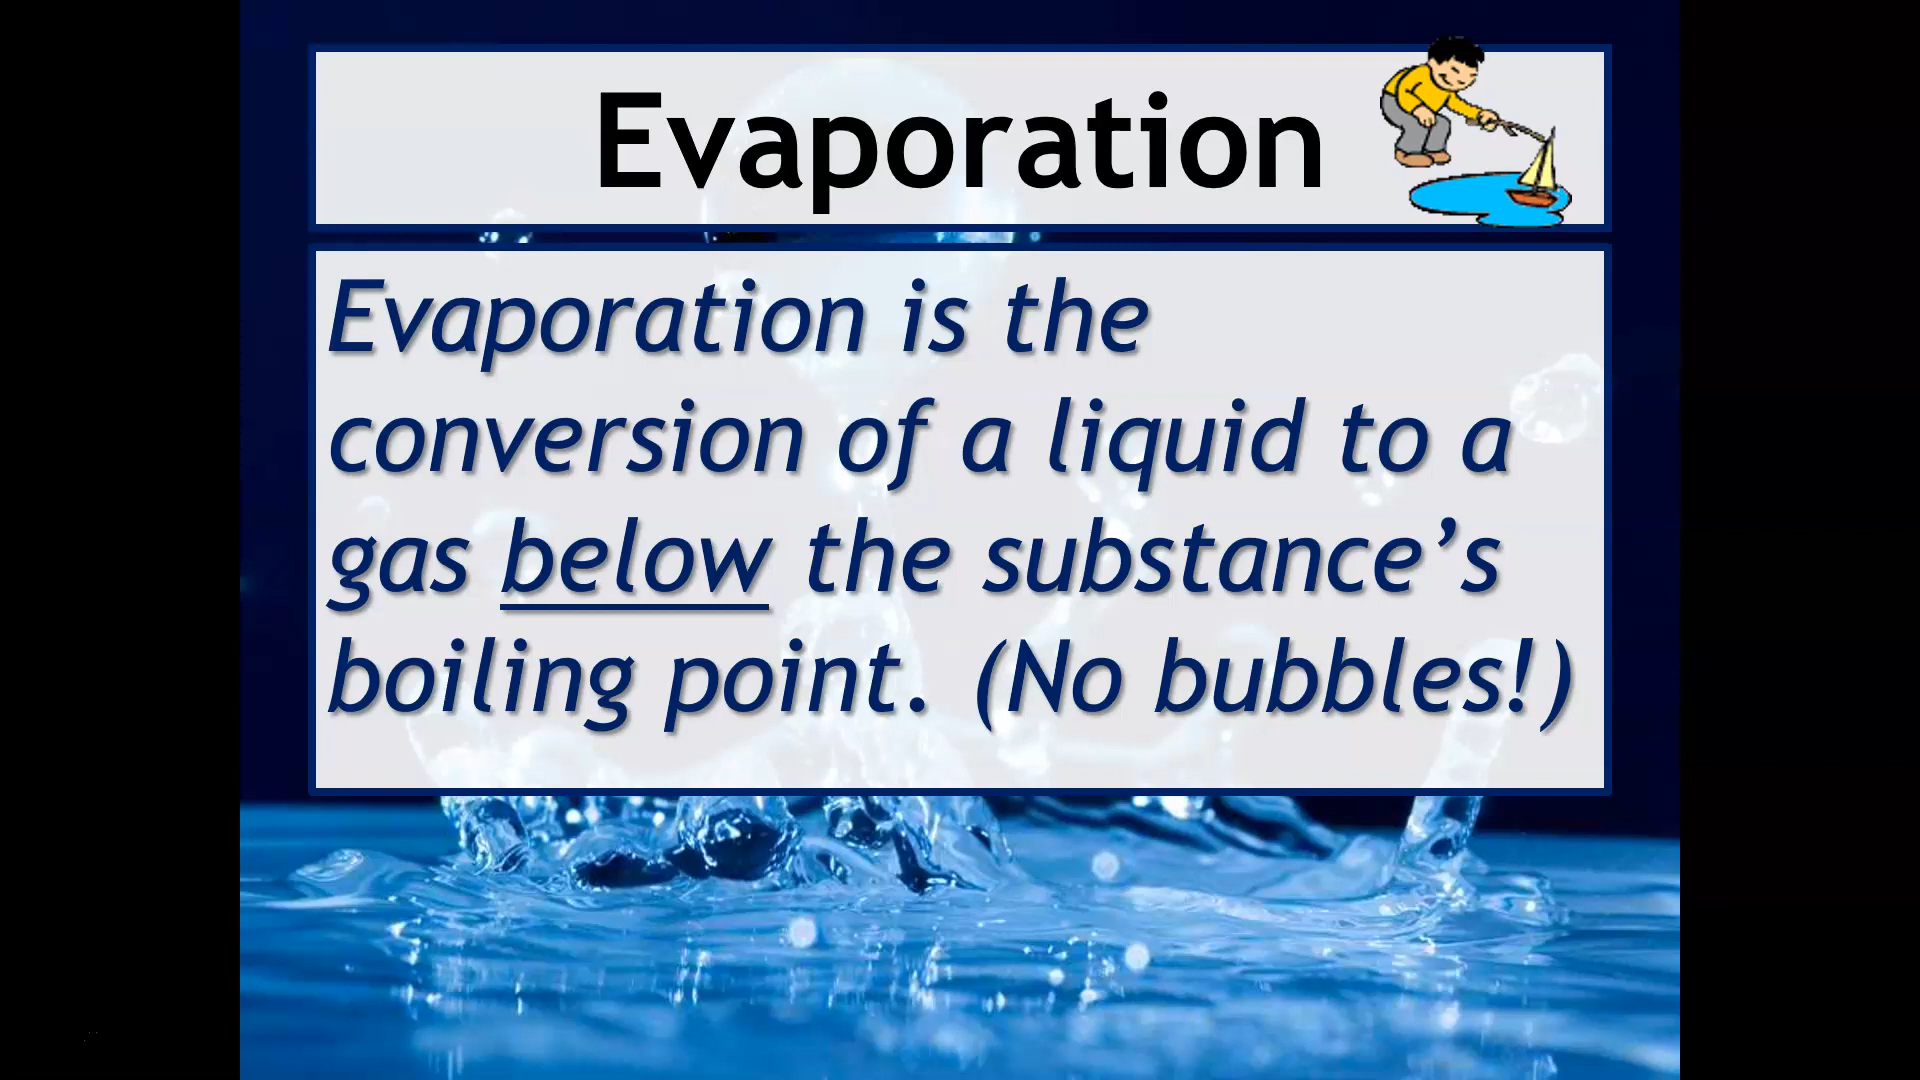 Evaporation
Evaporation is the
conversion of a liquid to a
gas below the substance’s
boiling point. (No bubbles!)